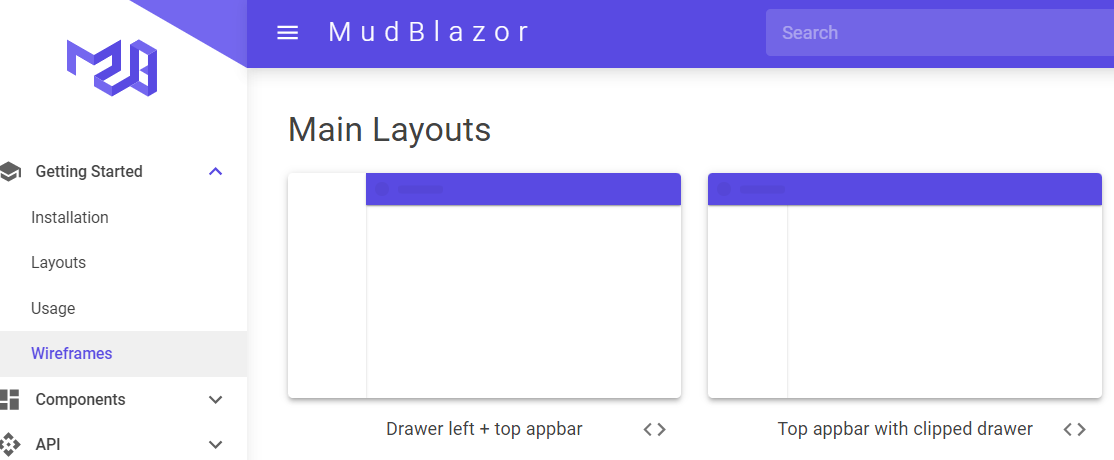 MudBlazor
Search
Getting Started
Installation
Layouts
Usage
Wireframes
Components
API
Main Layouts
Drawer left + top appbar
Top appbar with clipped drawer